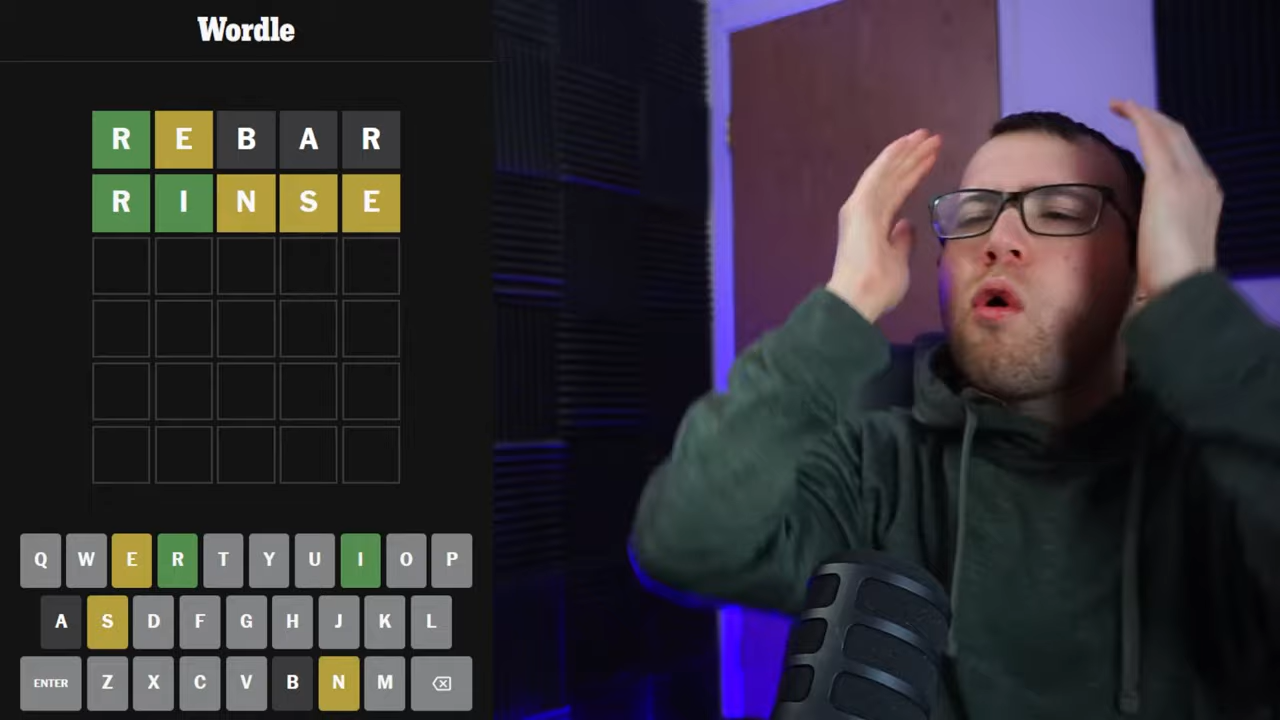 Wordle
R E B A R
R I N S E
Q W E R T Y U I O P
A S D F G H J K L
ENTER Z X C V B N M